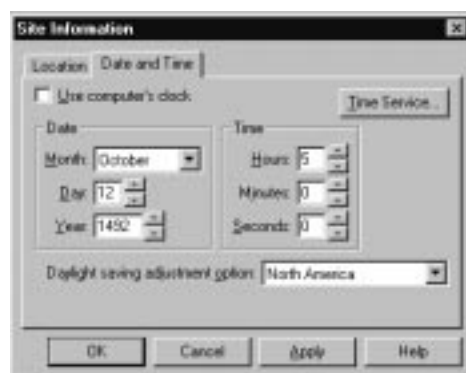 Site Information
Location Date and Time
Use computer's clock
Time Service...
Date
Month: October
Day: 12
Year: 1492
Time
Hours: 5
Minutes: 0
Seconds: 0
Daylight saving adjustment option: North America
OK Cancel Apply Help